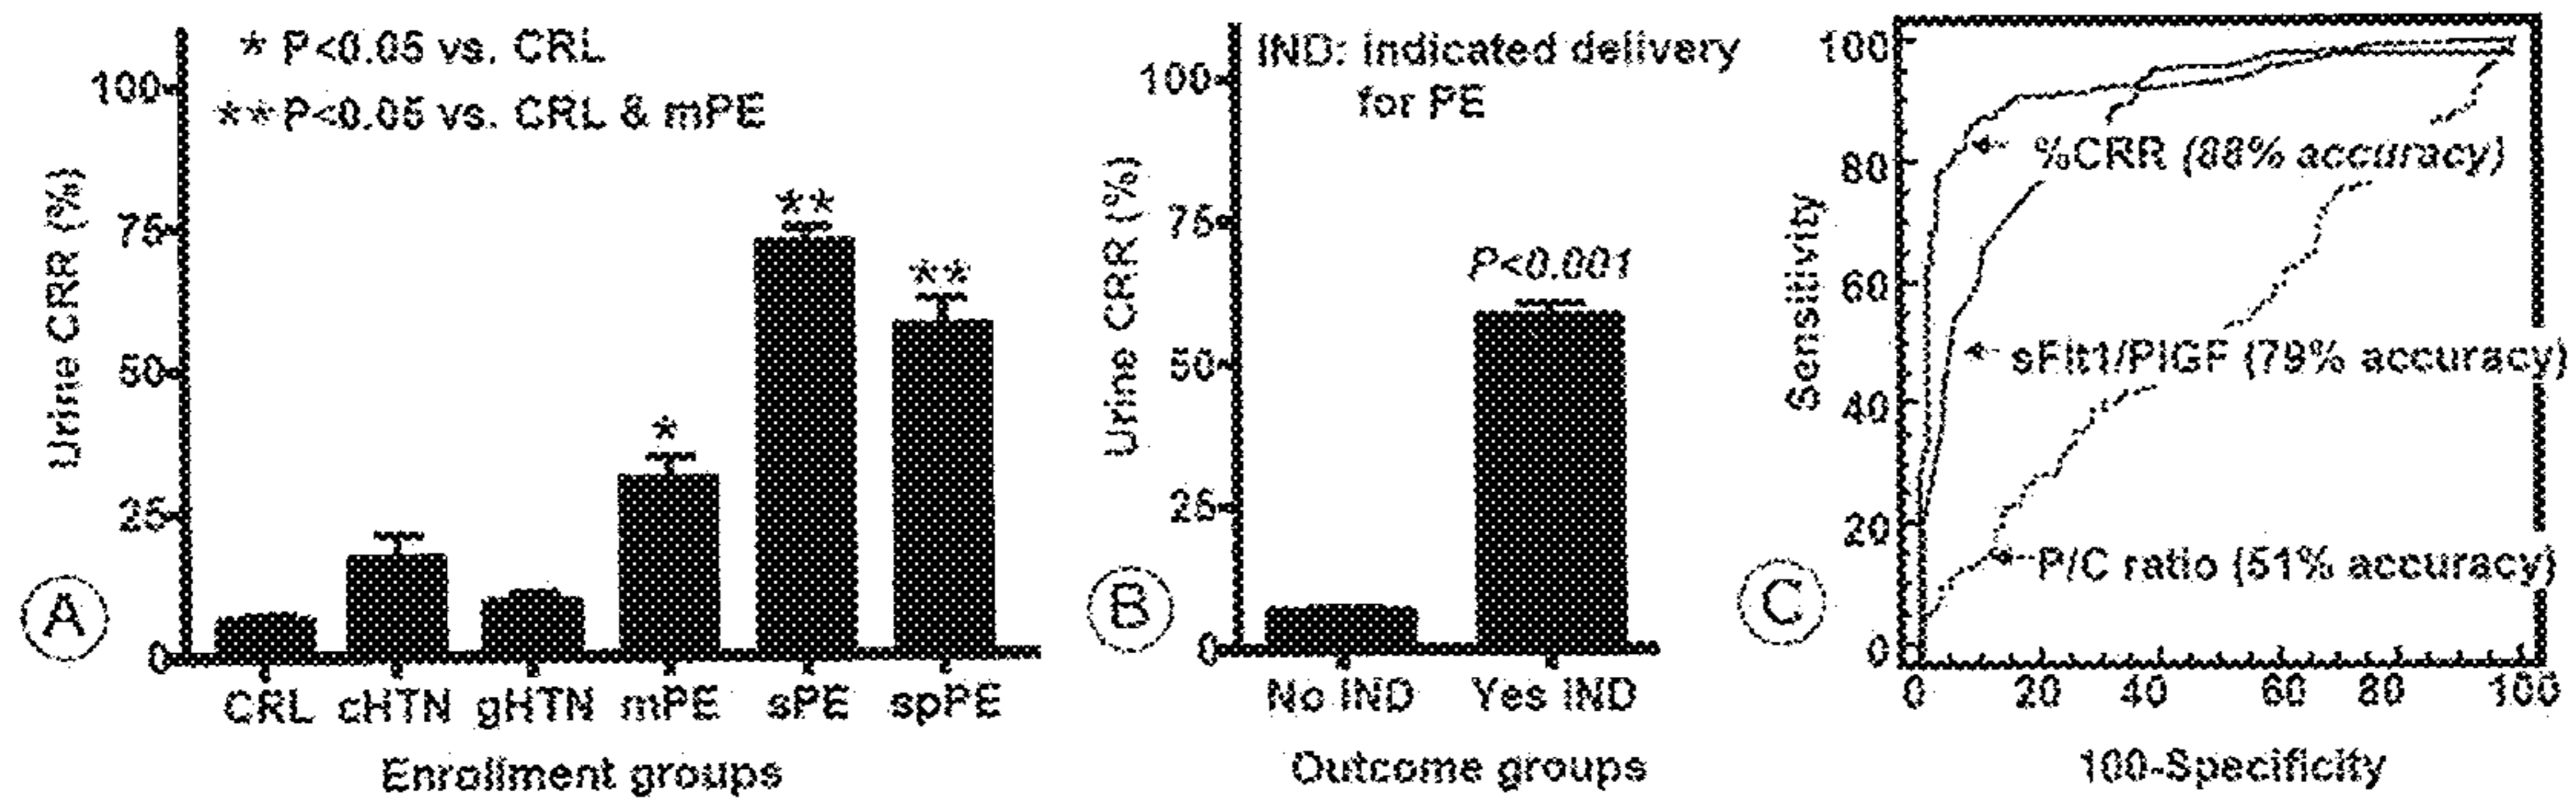 * P<0.05 vs. CRL
** P<0.05 vs. CRL & mPE
Urine CRR (%)
100
75
50
25
0
**
**
*
CRL cHTN gHTN mPE sPE spPE
Enrollment groups
A
IND: indicated delivery
for PE
Urine CRR (%)
100
75
50
25
0
P<0.001
No IND Yes IND
Outcome groups
B
Sensitivity
100
80
60
40
20
0
%CRR (88% accuracy)
sFlt1/PlGF (79% accuracy)
P/C ratio (51% accuracy)
0 20 40 60 80 100
100-Specificity
C